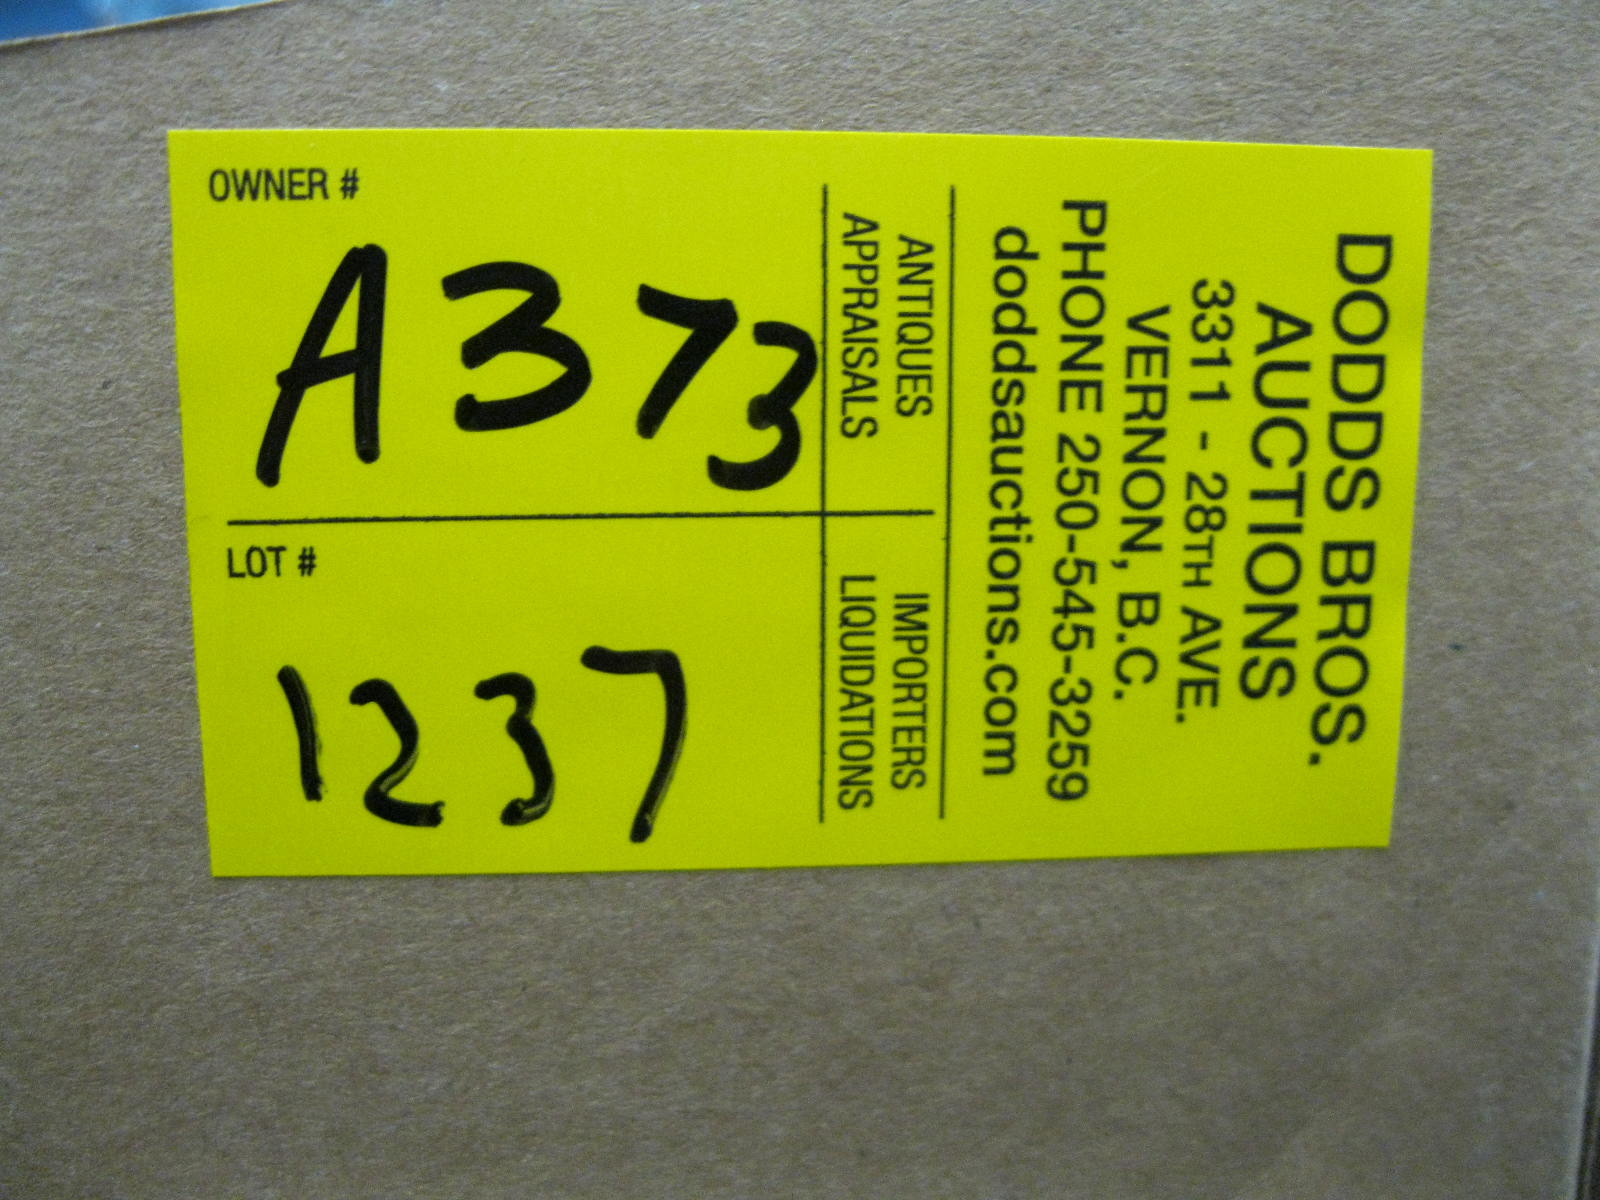 OWNER #
A373
LOT #
1237
DODDS BROS.
AUCTIONS
3311 - 28TH AVE.
VERNON, B.C.
PHONE 250-545-3259
doddsauctions.com
ANTIQUES
APPRAISALS
IMPORTERS
LIQUIDATIONS